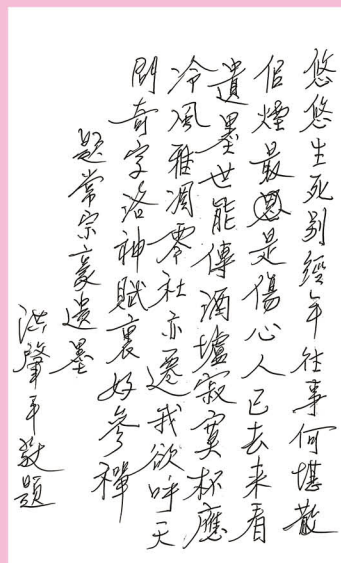 悠悠生死別經年往事何堪散
似煙最是傷心人已去来看
遺墨世能傳酒壚寂寞杯應
冷風雅凋零社亦遷我欲呼天
問奇字洛神賦裏好參禪
題常宗豪遺墨
洪肇平敬題